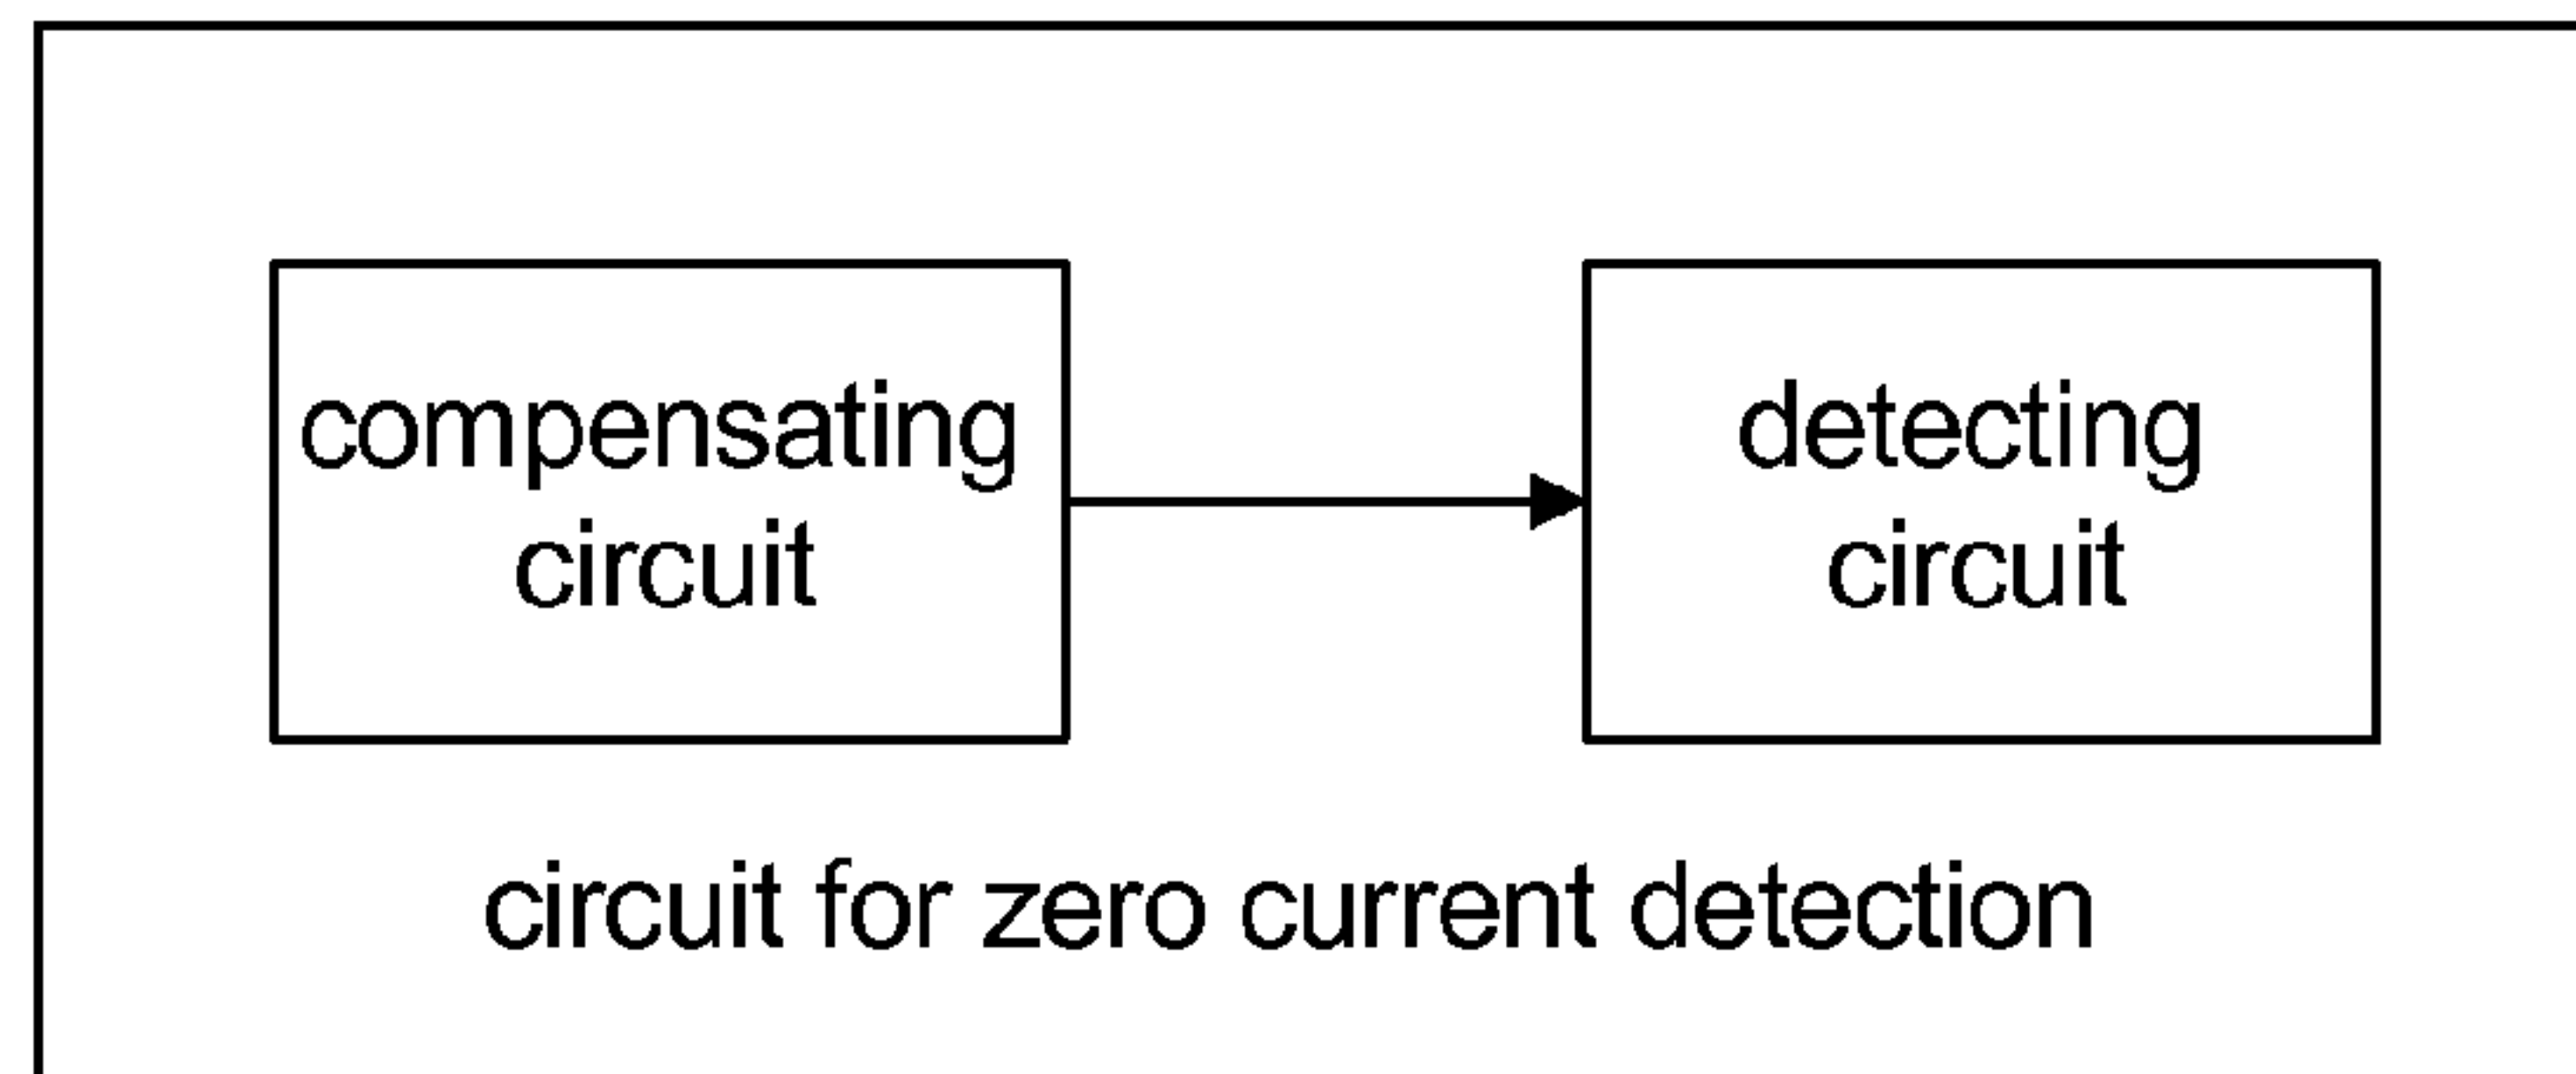 compensating
circuit
detecting
circuit
circuit for zero current detection